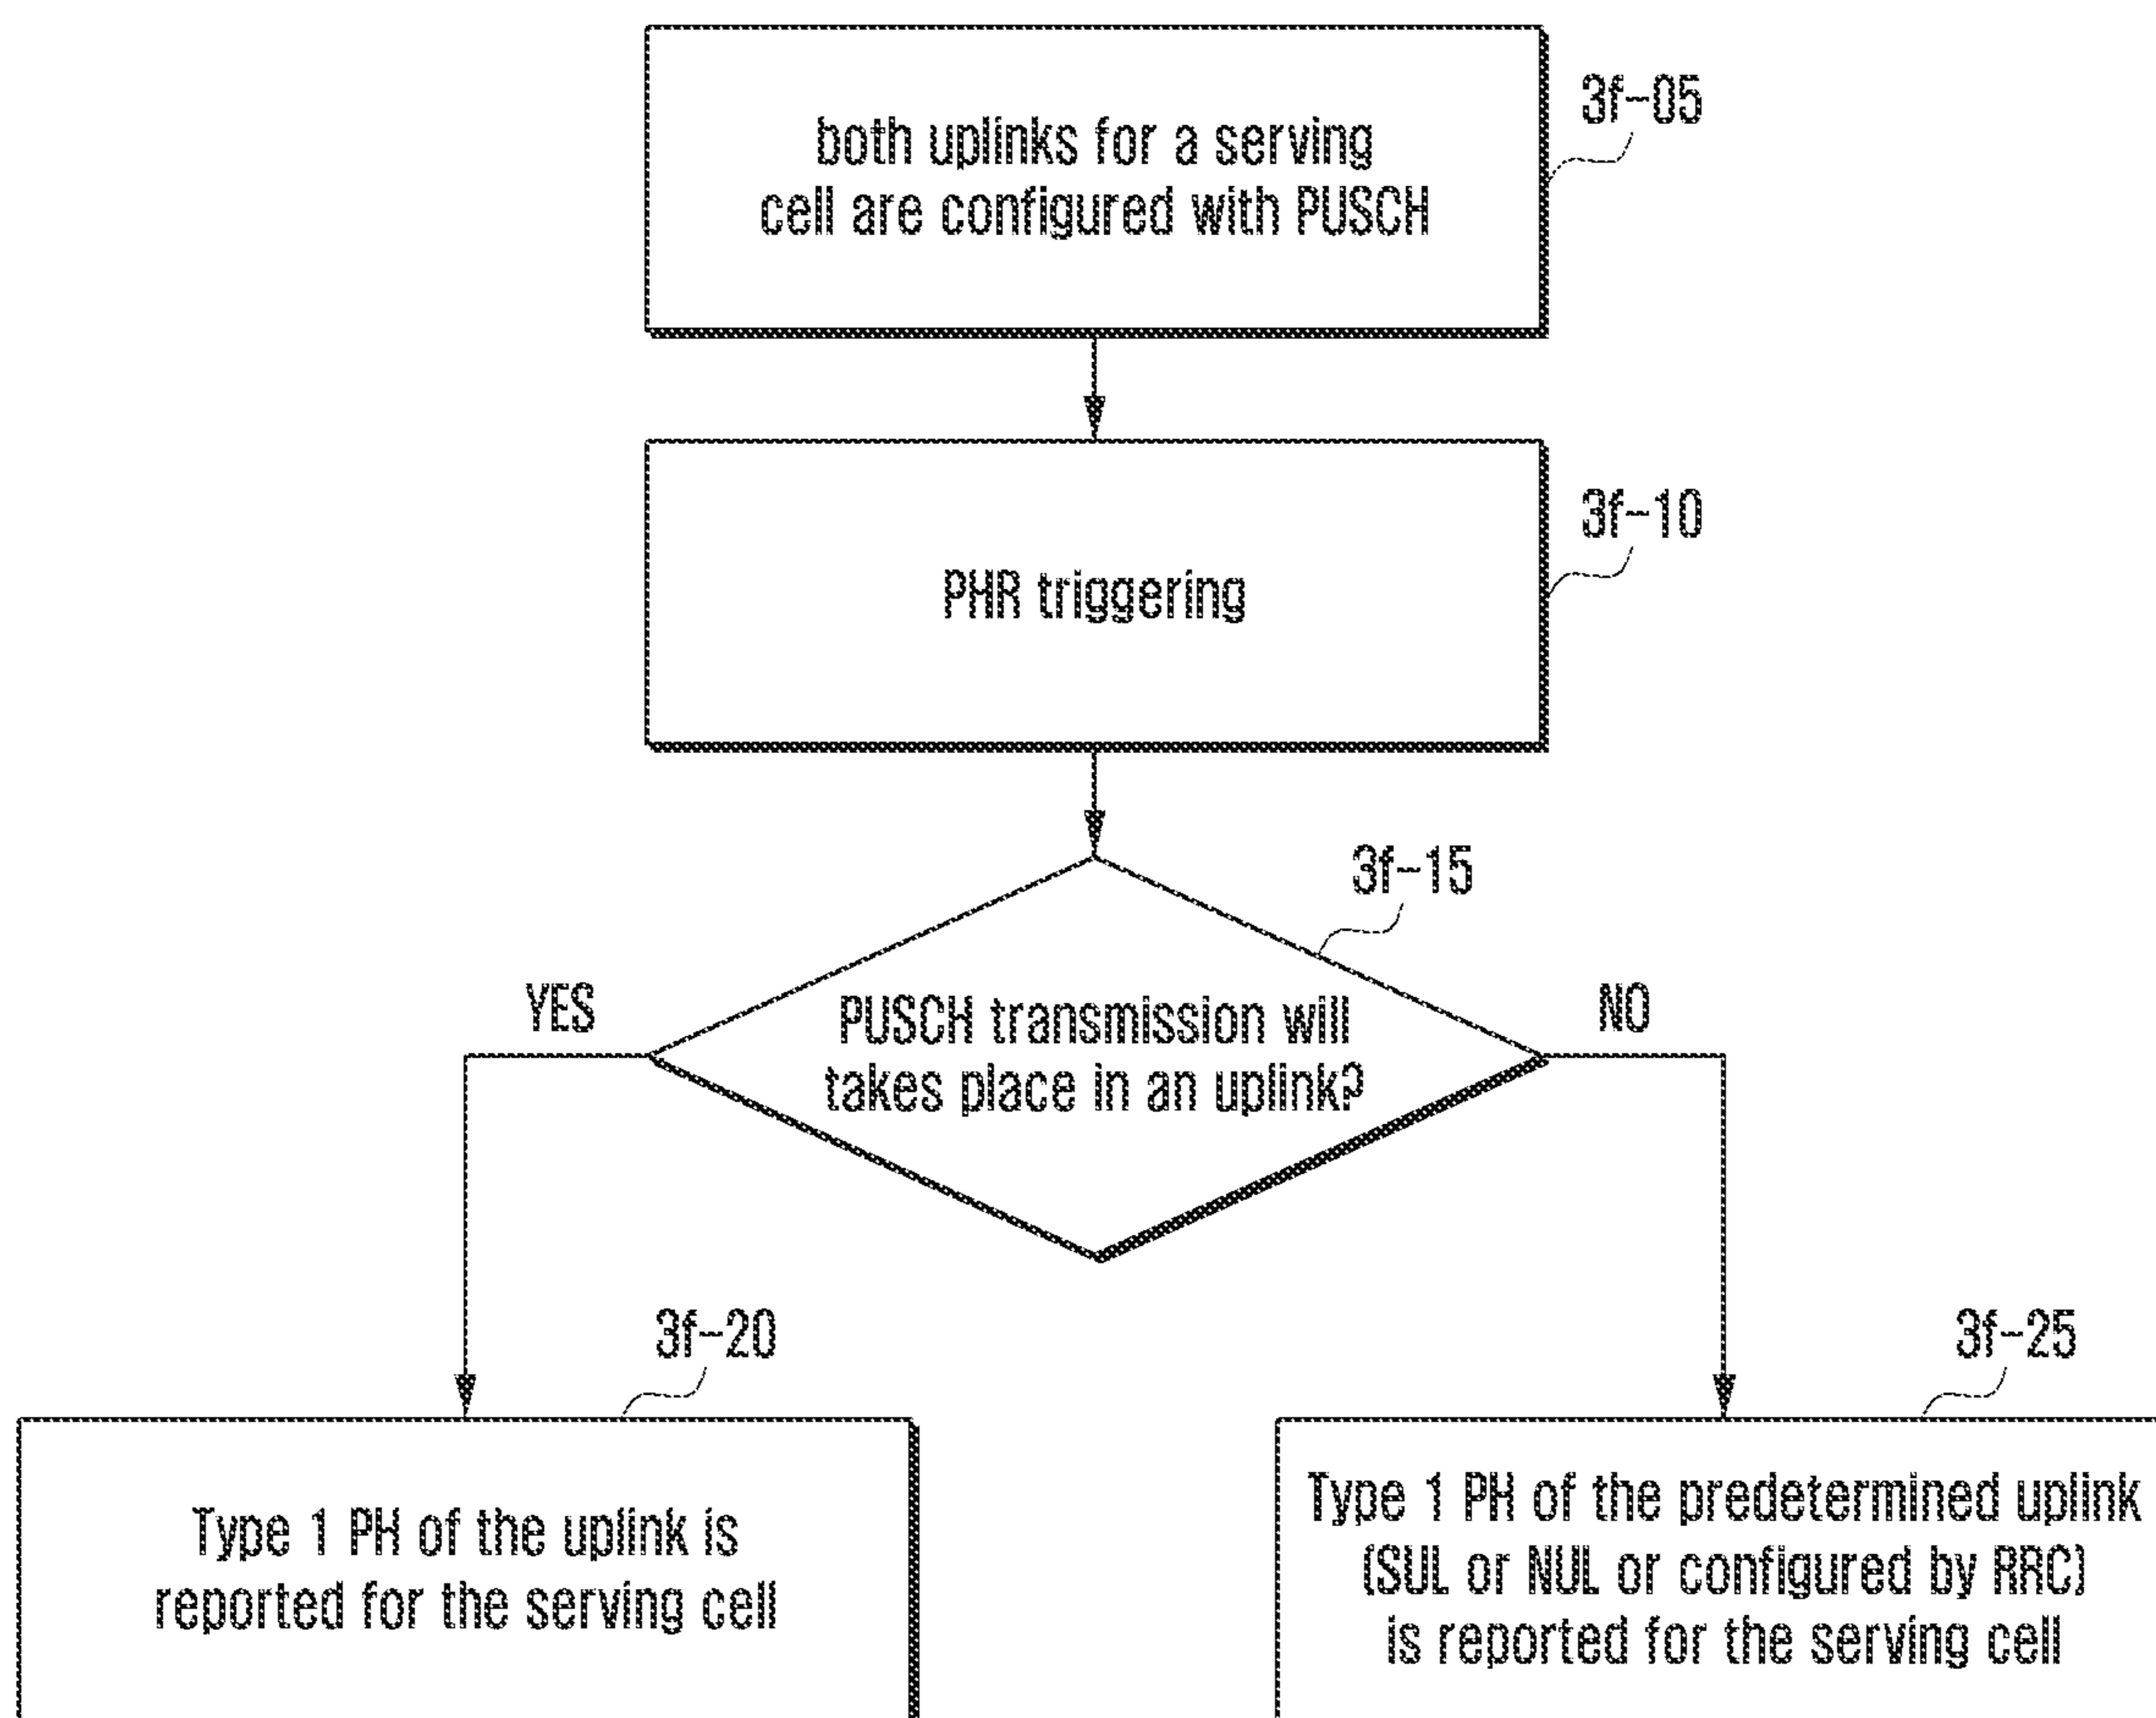 both uplinks for a serving
cell are configured with PUSCH
3f-05
PHR triggering
3f-10
3f-15
PUSCH transmission will
takes place in an uplink?
YES
NO
3f-20
Type 1 PH of the uplink is
reported for the serving cell
3f-25
Type 1 PH of the predetermined uplink
(SUL or NUL or configured by RRC)
is reported for the serving cell